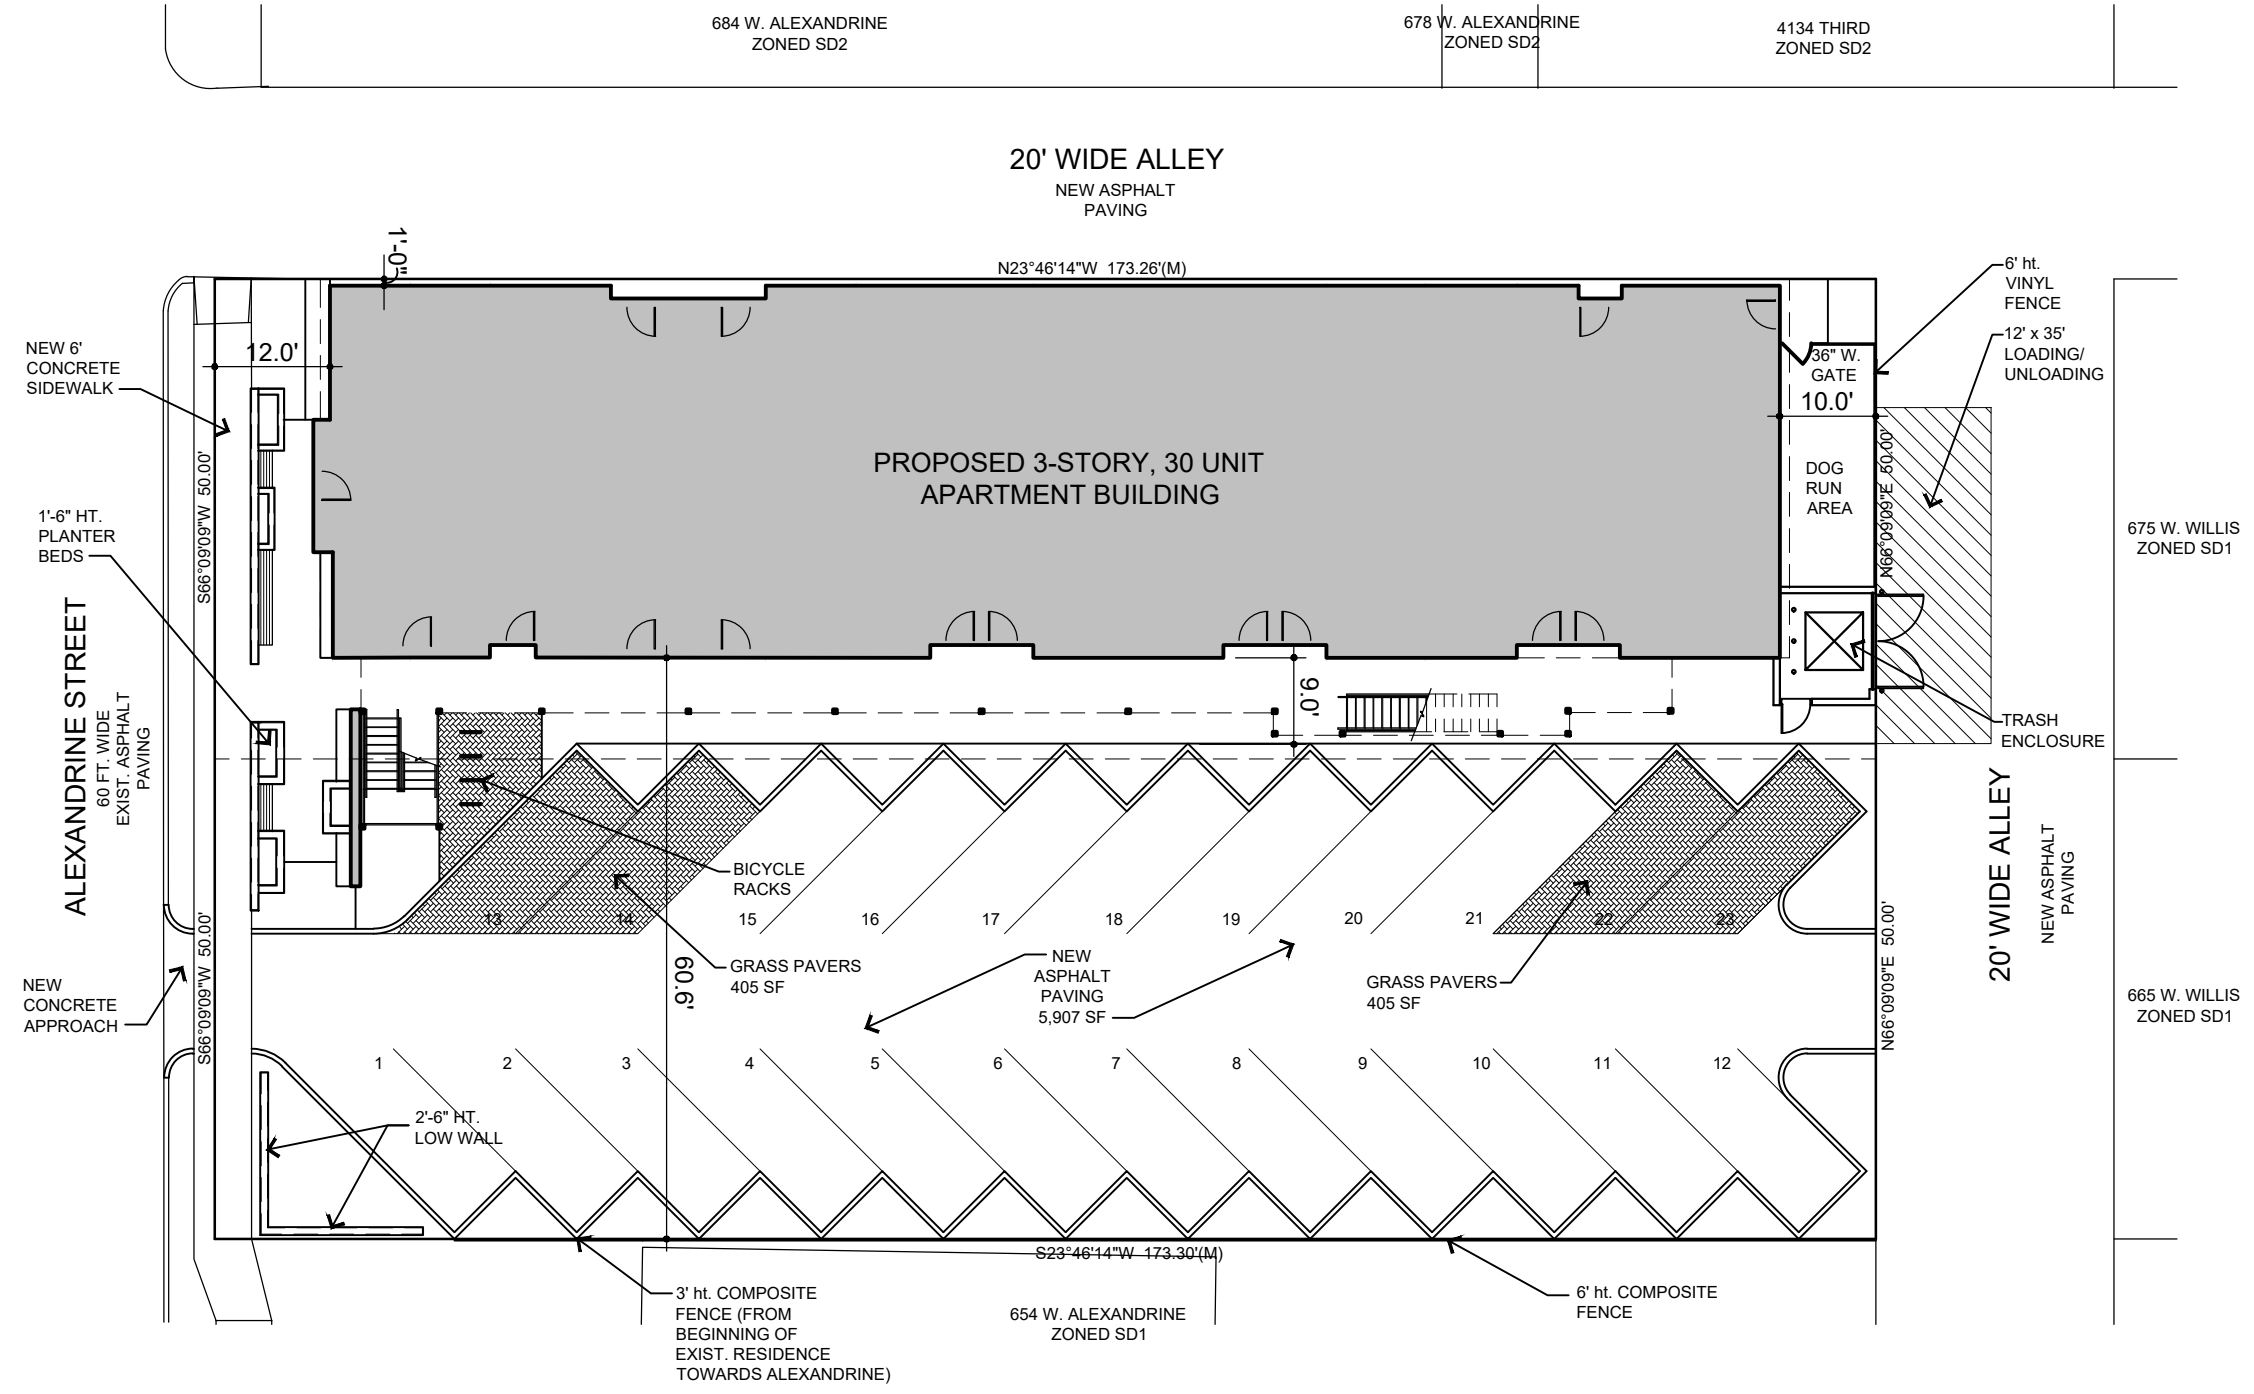 684 W. ALEXANDRINE
ZONED SD2
678 W. ALEXANDRINE
ZONED SD2
4134 THIRD
ZONED SD2
20' WIDE ALLEY
NEW ASPHALT
PAVING
1'-0"
N23°46'14"W 173.26'(M)
6' ht.
VINYL
FENCE
12' x 35'
LOADING/
UNLOADING
NEW 6'
CONCRETE
SIDEWALK
12.0'
36" W.
GATE
10.0'
PROPOSED 3-STORY, 30 UNIT
APARTMENT BUILDING
DOG
RUN
AREA
S66°09'09"W 50.00'
N66°09'09"E 50.00'
1'-6" HT.
PLANTER
BEDS
675 W. WILLIS
ZONED SD1
ALEXANDRINE STREET
60 FT. WIDE
EXIST. ASPHALT
PAVING
9.0'
TRASH
ENCLOSURE
20' WIDE ALLEY
NEW ASPHALT
PAVING
BICYCLE
RACKS
13
14
15
16
17
18
19
20
21
22
23
GRASS PAVERS
405 SF
60.6'
NEW
ASPHALT
PAVING
5,907 SF
GRASS PAVERS
405 SF
NEW
CONCRETE
APPROACH
S66°09'09"W 50.00'
N66°09'09"E 50.00'
665 W. WILLIS
ZONED SD1
1
2
3
4
5
6
7
8
9
10
11
12
2'-6" HT.
LOW WALL
S23°46'14"W 173.30'(M)
3' ht. COMPOSITE
FENCE (FROM
BEGINNING OF
EXIST. RESIDENCE
TOWARDS ALEXANDRINE)
654 W. ALEXANDRINE
ZONED SD1
6' ht. COMPOSITE
FENCE